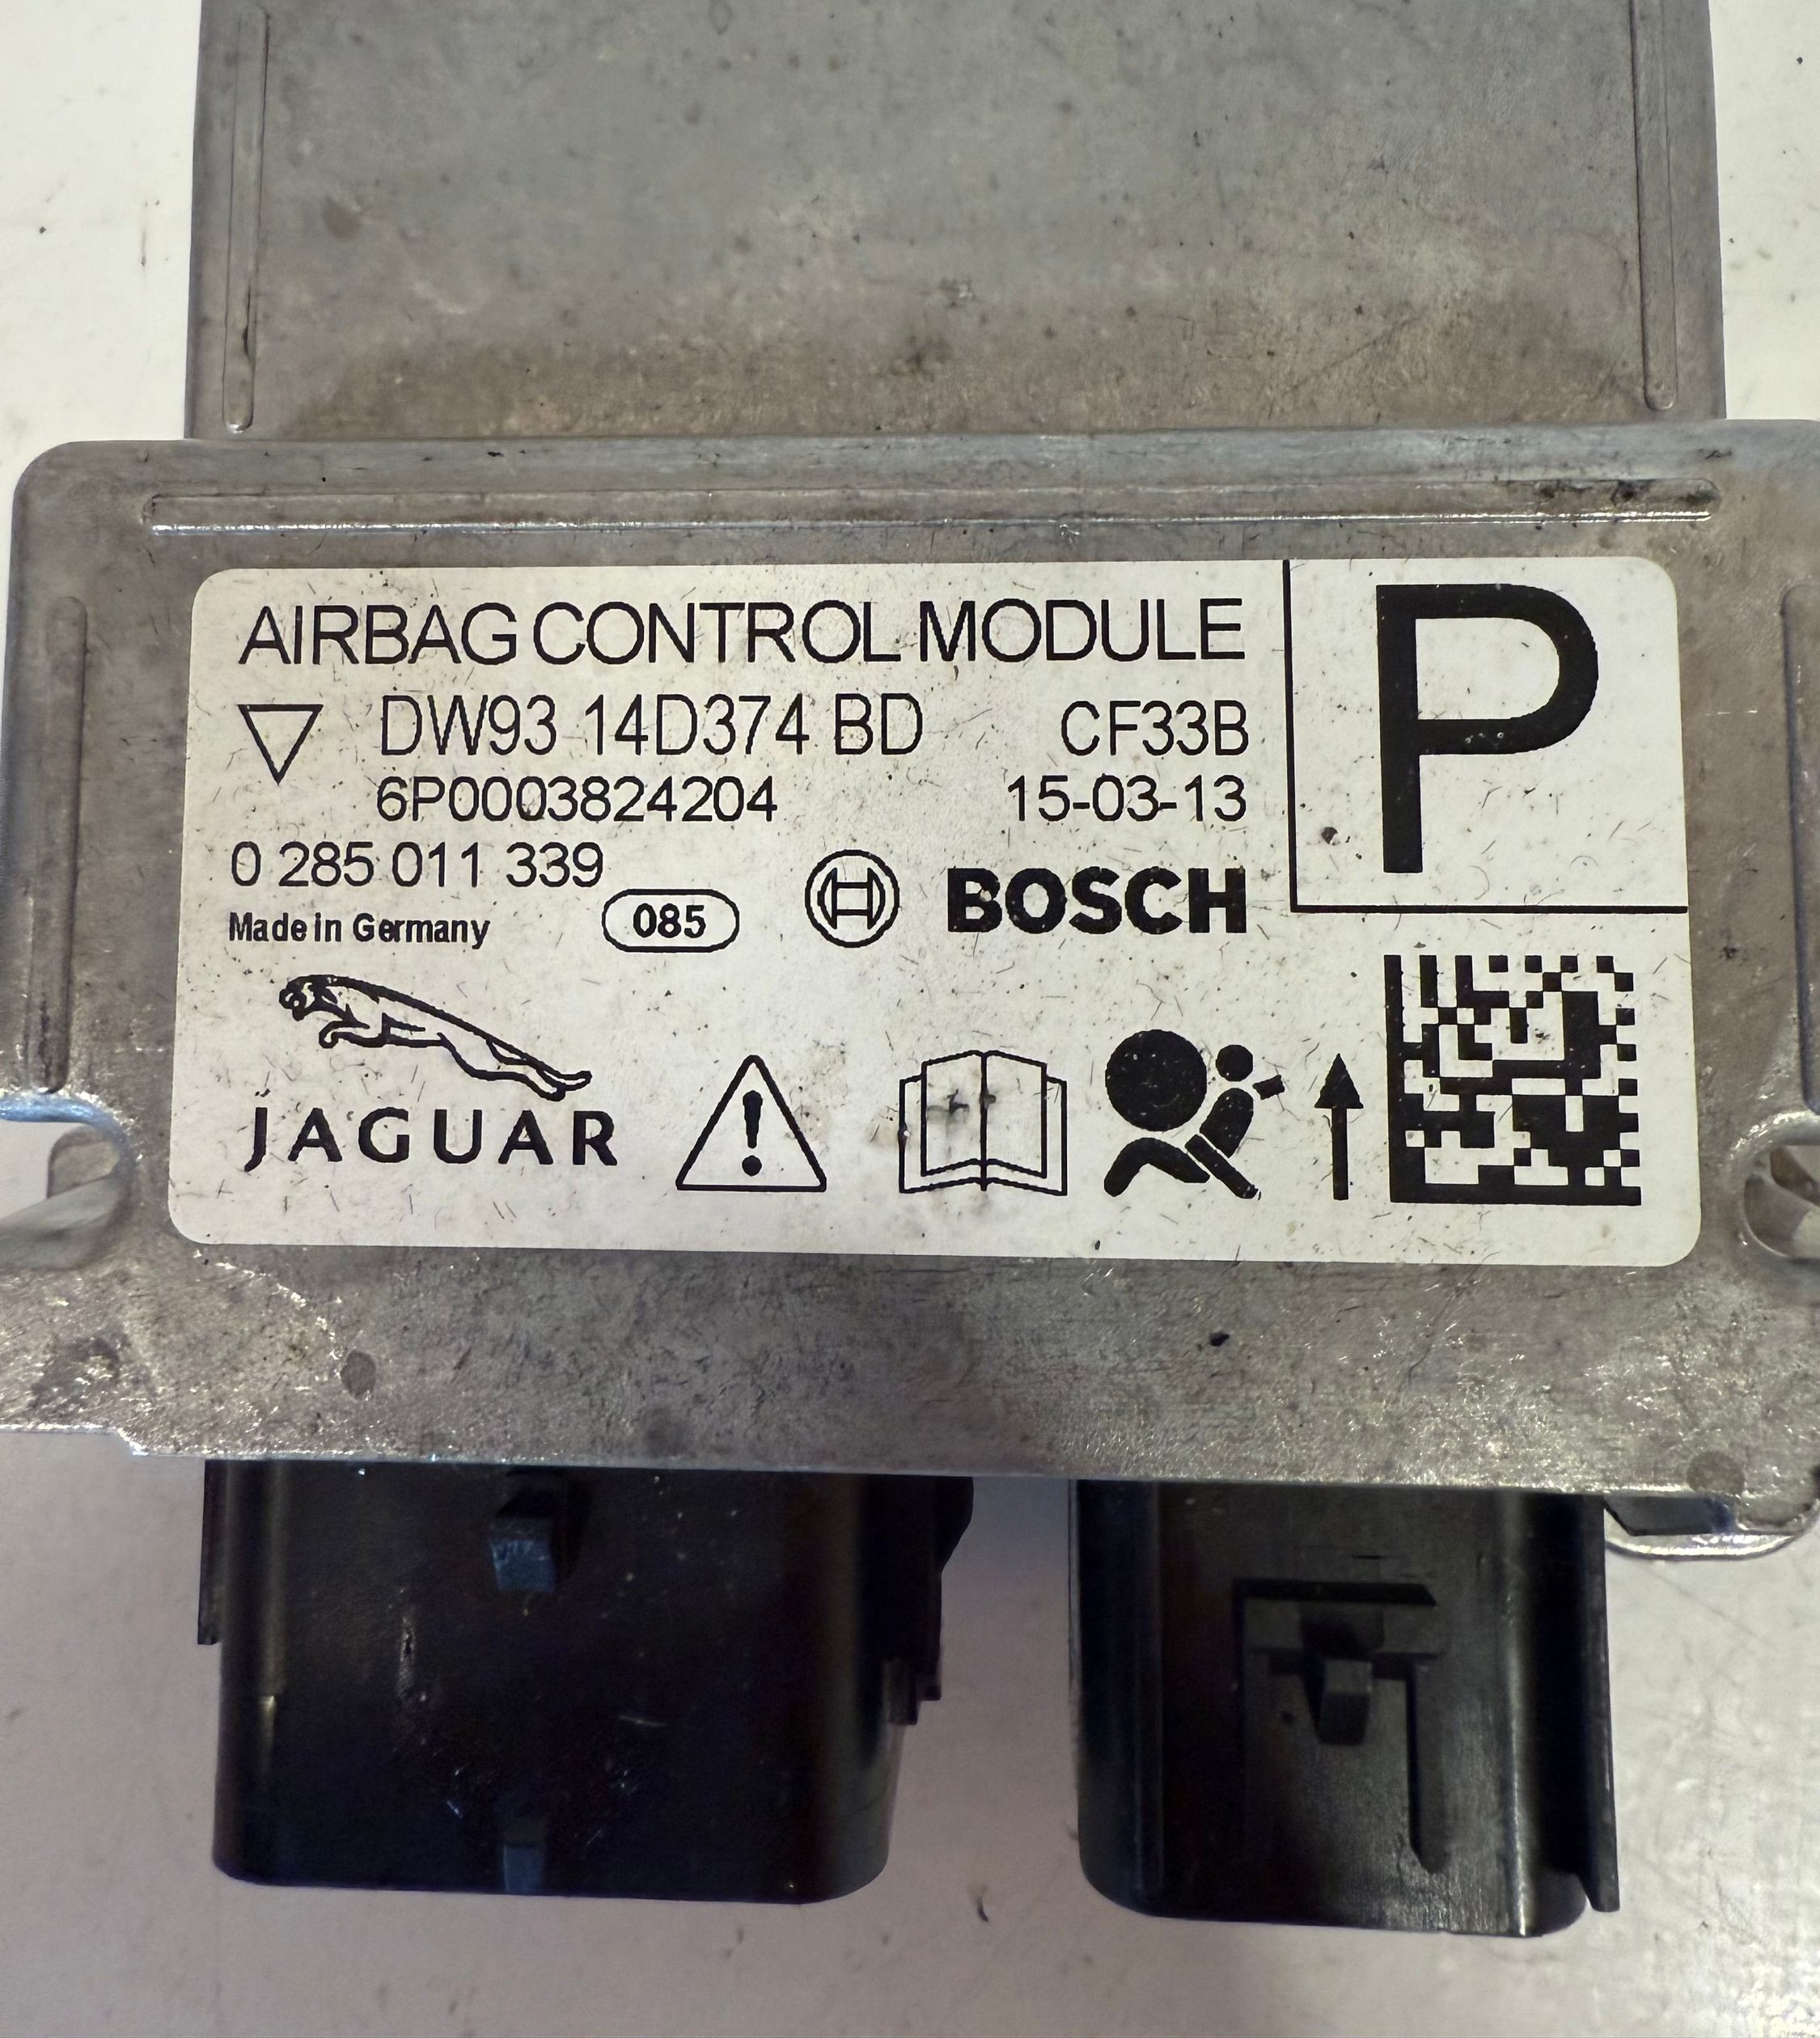 AIRBAG CONTROL MODULE
P
DW93 14D374 BD CF33B
6P0003824204 15-03-13
0 285 011 339
Made in Germany 085 BOSCH
JAGUAR